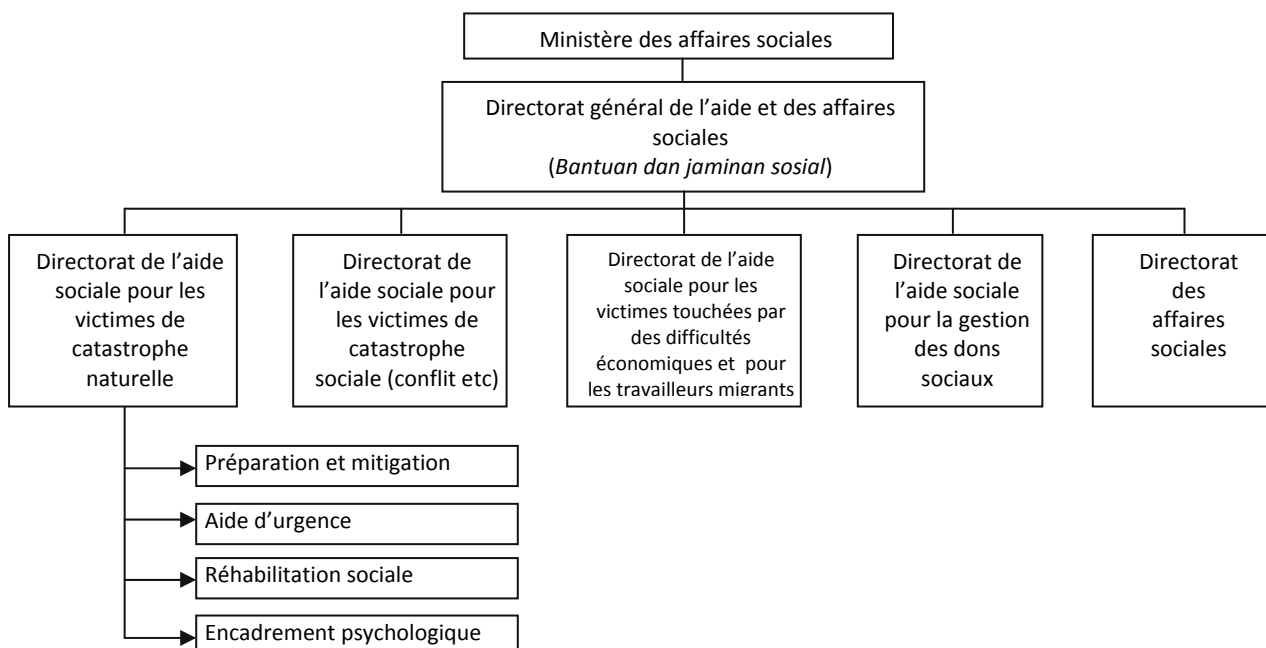 Ministère des affaires sociales
Directorat général de l’aide et des affaires
sociales
(Bantuan dan jaminan sosial)
Directorat de l’aide
sociale pour les
victimes de
catastrophe
naturelle
Directorat de
l’aide sociale pour
les victimes de
catastrophe
sociale (conflit etc)
Directorat de l’aide
sociale pour les
victimes touchées par
des difficultés
économiques et pour
les travailleurs migrants
Directorat de
l’aide sociale
pour la gestion
des dons
sociaux
Directorat
des
affaires
sociales
Préparation et mitigation
Aide d’urgence
Réhabilitation sociale
Encadrement psychologique